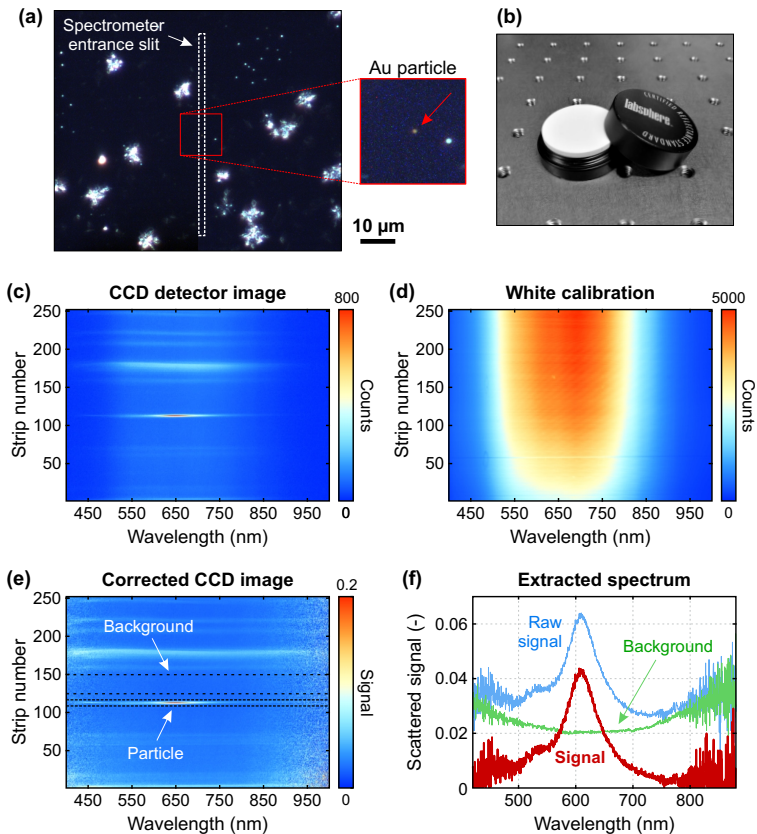 (a)
Spectrometer
entrance slit
Au particle
10 µm
(b)
labsphere
CERTIFIED REFLECTANCE STANDARD
(c)
CCD detector image
800
250
200
150
100
50
Strip number
450
550
650
750
850
950
Wavelength (nm)
0
Counts
(d)
White calibration
5000
250
200
150
100
50
Strip number
450
550
650
750
850
950
Wavelength (nm)
0
Counts
(e)
Corrected CCD image
0.2
250
200
150
100
50
Strip number
Background
Particle
450
550
650
750
850
950
Wavelength (nm)
0
Signal
(f)
Extracted spectrum
0.06
0.04
0.02
0
Scattered signal (-)
Raw
signal
Background
Signal
500
600
700
800
Wavelength (nm)